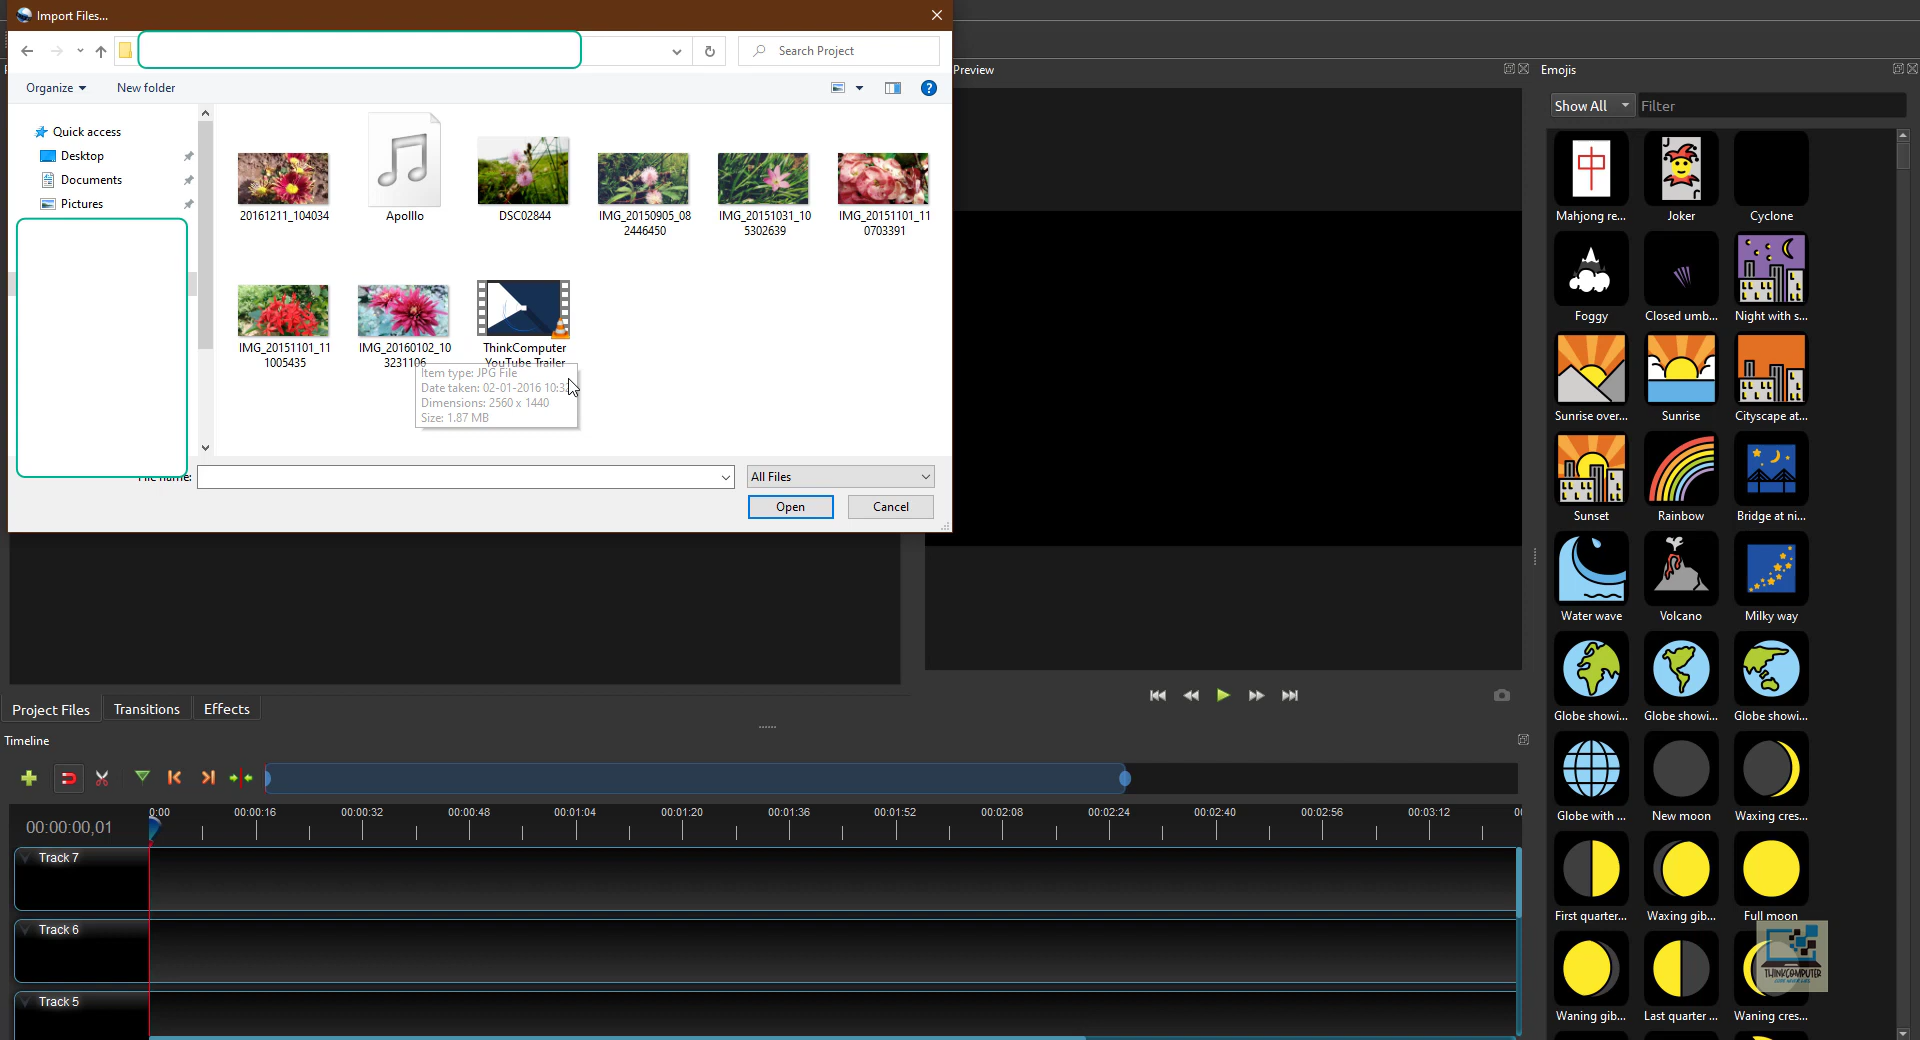 Import Files...
Search Project
Organize
New folder
Quick access
Desktop
Documents
Pictures
20161211_104034
Apolllo
DSC02844
IMG_20150905_08
2446450
IMG_20151031_10
5302639
IMG_20151101_11
0703391
IMG_20151101_11
1005435
IMG_20160102_10
3231106
ThinkComputer
YouTube Trailer
Item type: JPG File
Date taken: 02-01-2016 10:32
Dimensions: 2560 x 1440
Size: 1.87 MB
File name:
All Files
Open
Cancel
Preview
Emojis
Show All
Filter
Mahjong re...
Joker
Cyclone
Foggy
Closed umb...
Night with s...
Sunrise over...
Sunrise
Cityscape at...
Sunset
Rainbow
Bridge at ni...
Water wave
Volcano
Milky way
Globe showi...
Globe showi...
Globe showi...
Globe with ...
New moon
Waxing cres...
First quarter...
Waxing gib...
Full moon
Waning gib...
Last quarter ...
Waning cres...
THINKCOMPUTER
Project Files
Transitions
Effects
Timeline
00:00:00,01
0:00
00:00:16
00:00:32
00:00:48
00:01:04
00:01:20
00:01:36
00:01:52
00:02:08
00:02:24
00:02:40
00:02:56
00:03:12
Track 7
Track 6
Track 5